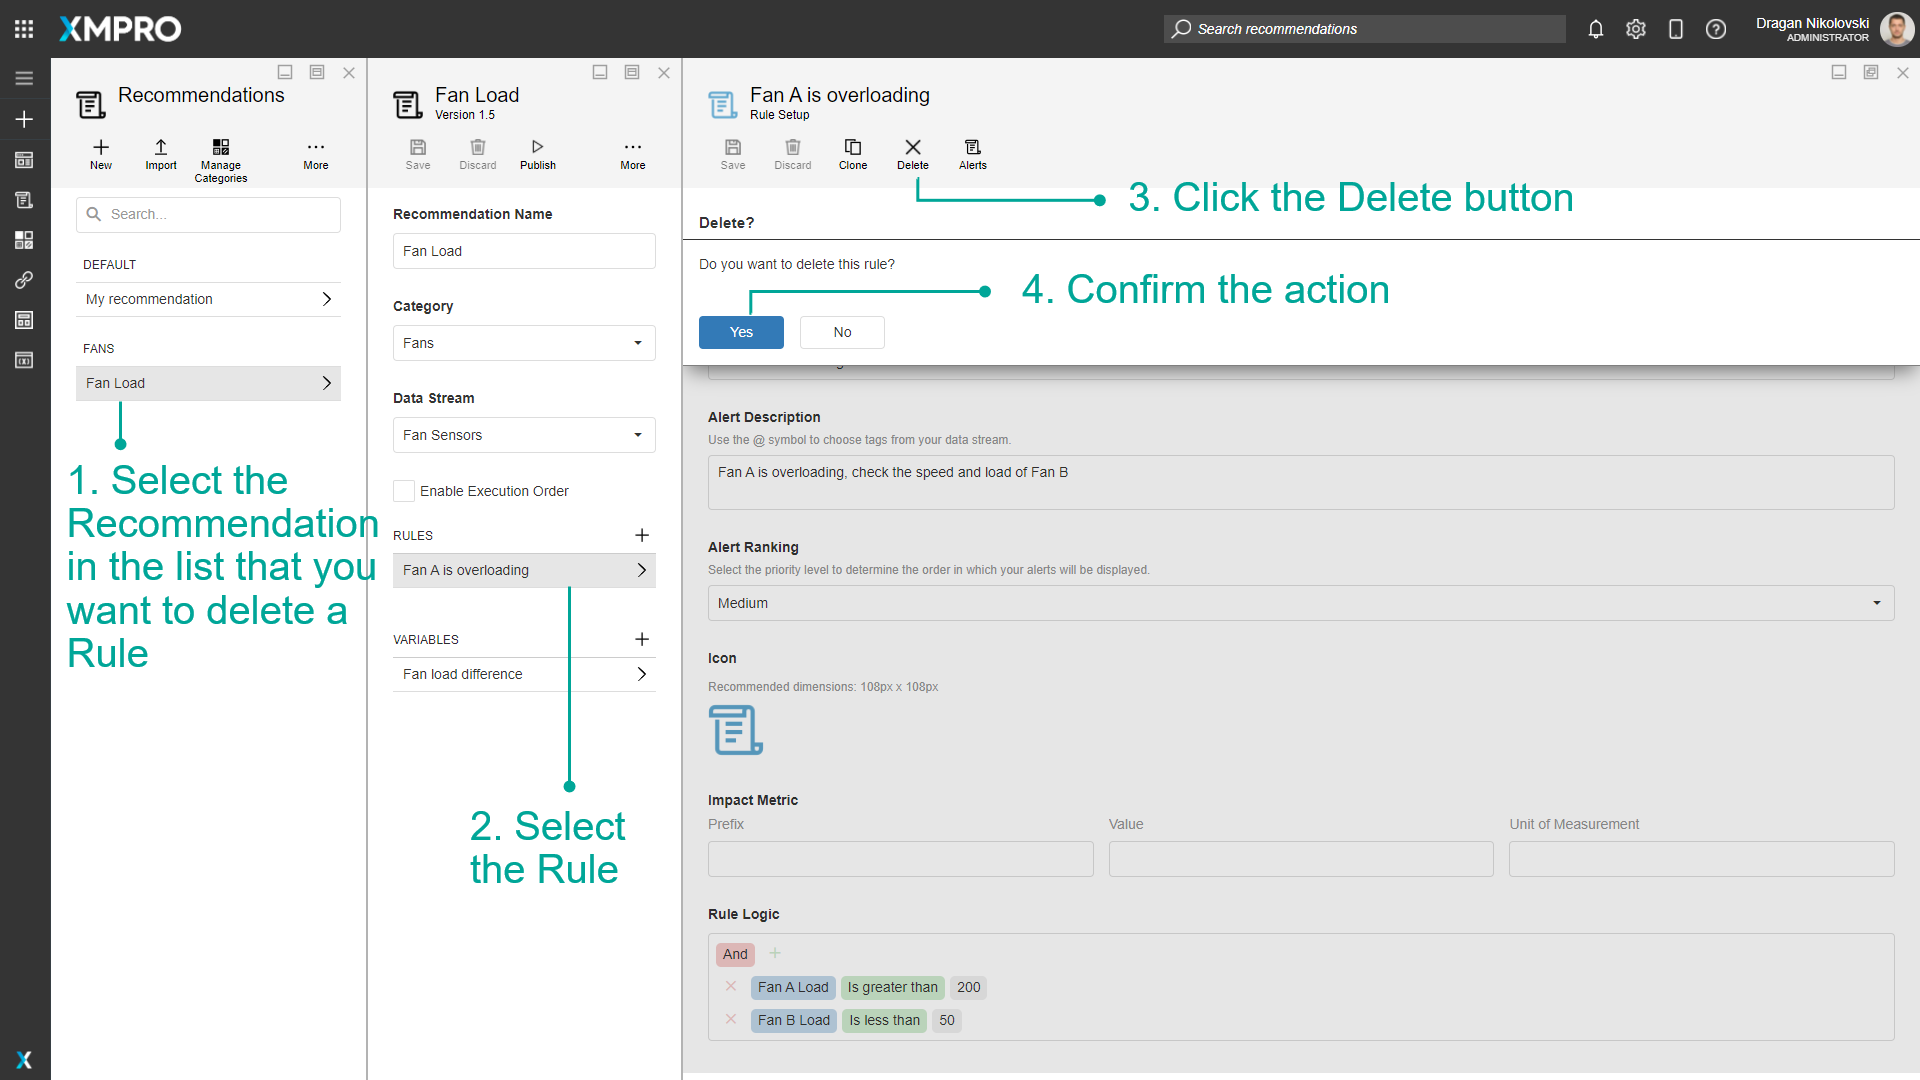 XMPRO
Search recommendations
Dragan Nikolovski
ADMINISTRATOR
Recommendations
New
Import
Manage
Categories
More
Search...
DEFAULT
My recommendation
FANS
Fan Load
1. Select the
Recommendation
in the list that you
want to delete a
Rule
Fan Load
Version 1.5
Save
Discard
Publish
More
Recommendation Name
Fan Load
Category
Fans
Data Stream
Fan Sensors
Enable Execution Order
RULES
Fan A is overloading
VARIABLES
Fan load difference
2. Select
the Rule
Fan A is overloading
Rule Setup
Save
Discard
Clone
Delete
Alerts
3. Click the Delete button
Delete?
Do you want to delete this rule?
4. Confirm the action
Yes
No
Alert Description
Use the @ symbol to choose tags from your data stream.
Fan A is overloading, check the speed and load of Fan B
Alert Ranking
Select the priority level to determine the order in which your alerts will be displayed.
Medium
Icon
Recommended dimensions: 108px x 108px
Impact Metric
Prefix
Value
Unit of Measurement
Rule Logic
And
Fan A Load Is greater than 200
Fan B Load Is less than 50